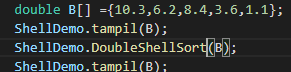 double B[] ={10.3,6.2,8.4,3.6,1.1};
ShellDemo.tampil(B);
ShellDemo.DoubleShellSort(B);
ShellDemo.tampil(B);